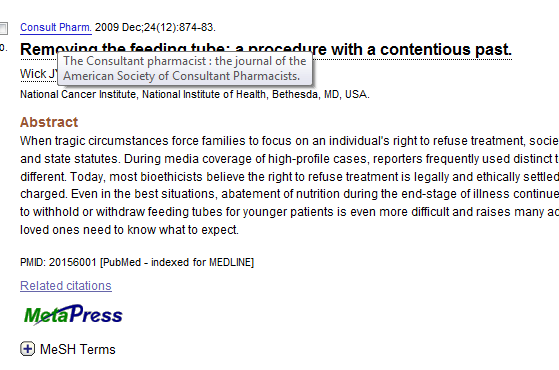 Consult Pharm. 2009 Dec;24(12):874-83.
0.
Removing the feeding tube: a procedure with a contentious past.
Wick JY
The Consultant pharmacist : the journal of the
American Society of Consultant Pharmacists.
National Cancer Institute, National Institute of Health, Bethesda, MD, USA.
Abstract
When tragic circumstances force families to focus on an individual's right to refuse treatment, socie
and state statutes. During media coverage of high-profile cases, reporters frequently used distinct t
different. Today, most bioethicists believe the right to refuse treatment is legally and ethically settled
charged. Even in the best situations, abatement of nutrition during the end-stage of illness continue
to withhold or withdraw feeding tubes for younger patients is even more difficult and raises many ad
loved ones need to know what to expect.
PMID: 20156001 [PubMed - indexed for MEDLINE]
Related citations
MetaPress
MeSH Terms